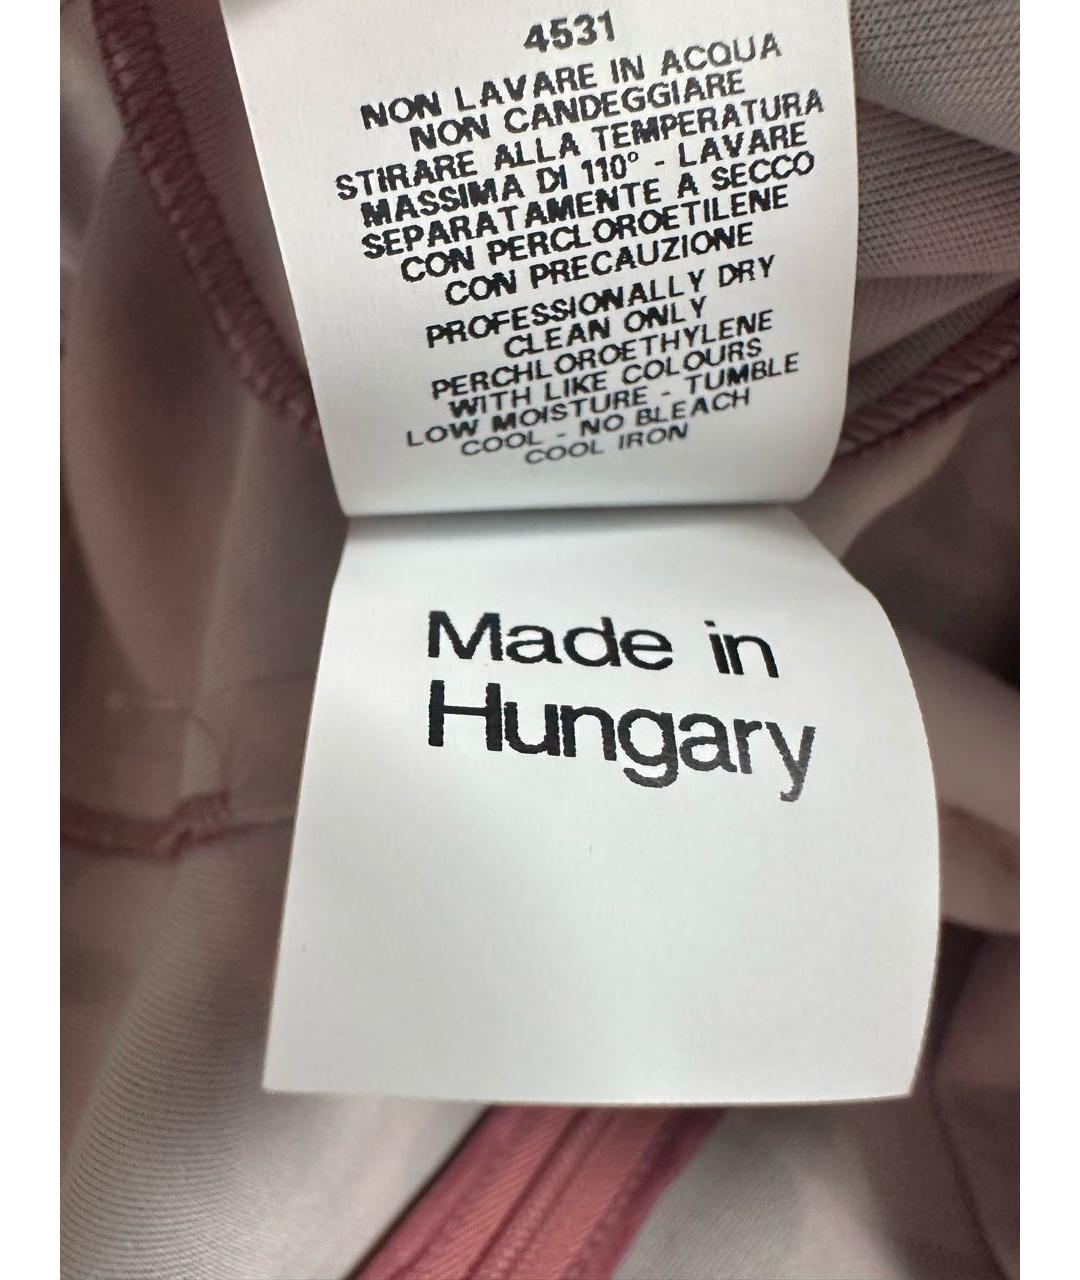 4531
NON LAVARE IN ACQUA
NON CANDEGGIARE
STIRARE ALLA TEMPERATURA
MASSIMA DI 110° - LAVARE
SEPARATAMENTE A SECCO
CON PERCLOROETILENE
CON PRECAUZIONE
PROFESSIONALLY DRY
CLEAN ONLY
PERCHLOROETHYLENE
WITH LIKE COLOURS
LOW MOISTURE - TUMBLE
COOL - NO BLEACH
COOL IRON
Made in
Hungary